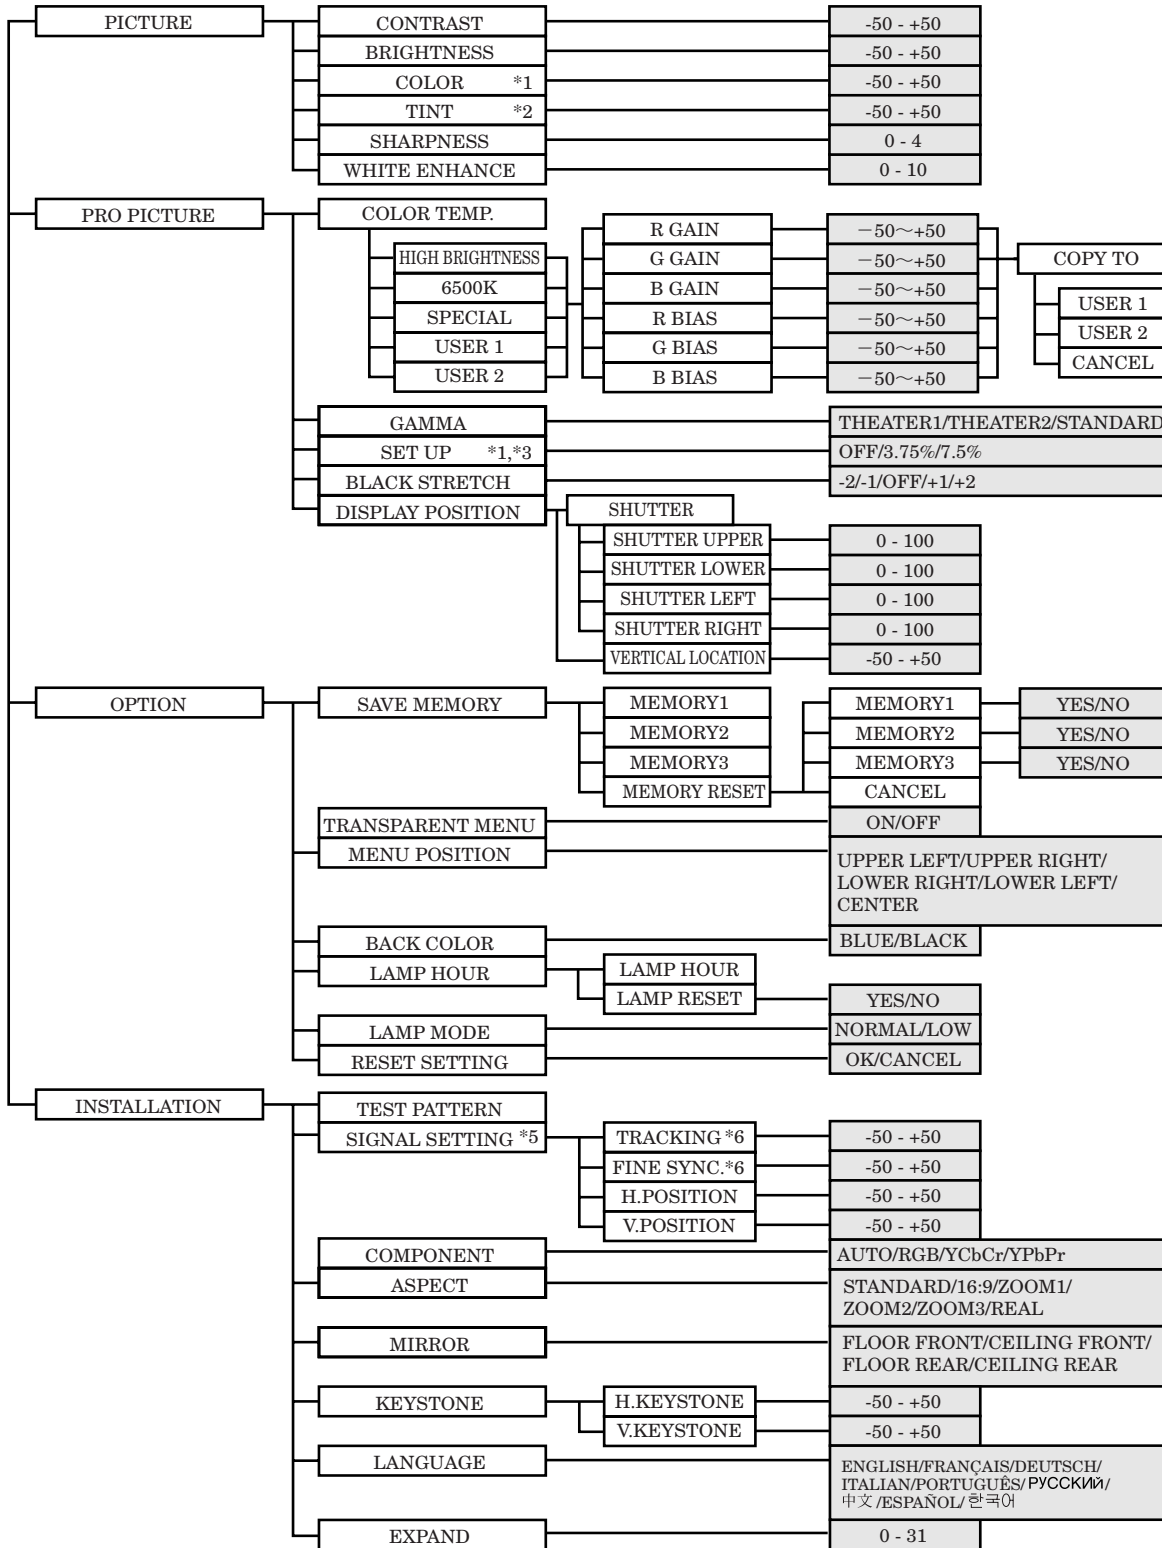 PICTURE
CONTRAST
-50 - +50
BRIGHTNESS
-50 - +50
COLOR *1
-50 - +50
TINT *2
-50 - +50
SHARPNESS
0 - 4
WHITE ENHANCE
0 - 10
PRO PICTURE
COLOR TEMP.
HIGH BRIGHTNESS
6500K
SPECIAL
USER 1
USER 2
R GAIN
－50～+50
G GAIN
－50～+50
B GAIN
－50～+50
R BIAS
－50～+50
G BIAS
－50～+50
B BIAS
－50～+50
COPY TO
USER 1
USER 2
CANCEL
GAMMA
THEATER1/THEATER2/STANDARD
SET UP *1,*3
OFF/3.75%/7.5%
BLACK STRETCH
-2/-1/OFF/+1/+2
DISPLAY POSITION
SHUTTER
SHUTTER UPPER
0 - 100
SHUTTER LOWER
0 - 100
SHUTTER LEFT
0 - 100
SHUTTER RIGHT
0 - 100
VERTICAL LOCATION
-50 - +50
OPTION
SAVE MEMORY
MEMORY1
MEMORY2
MEMORY3
MEMORY RESET
MEMORY1
YES/NO
MEMORY2
YES/NO
MEMORY3
YES/NO
CANCEL
TRANSPARENT MENU
ON/OFF
MENU POSITION
UPPER LEFT/UPPER RIGHT/
LOWER RIGHT/LOWER LEFT/
CENTER
BACK COLOR
BLUE/BLACK
LAMP HOUR
LAMP HOUR
LAMP RESET
YES/NO
LAMP MODE
NORMAL/LOW
RESET SETTING
OK/CANCEL
INSTALLATION
TEST PATTERN
SIGNAL SETTING *5
TRACKING *6
-50 - +50
FINE SYNC.*6
-50 - +50
H.POSITION
-50 - +50
V.POSITION
-50 - +50
COMPONENT
AUTO/RGB/YCbCr/YPbPr
ASPECT
STANDARD/16:9/ZOOM1/
ZOOM2/ZOOM3/REAL
MIRROR
FLOOR FRONT/CEILING FRONT/
FLOOR REAR/CEILING REAR
KEYSTONE
H.KEYSTONE
-50 - +50
V.KEYSTONE
-50 - +50
LANGUAGE
ENGLISH/FRANÇAIS/DEUTSCH/
ITALIAN/PORTUGUÊS/РУССКИЙ/
中文/ESPAÑOL/한국어
EXPAND
0 - 31